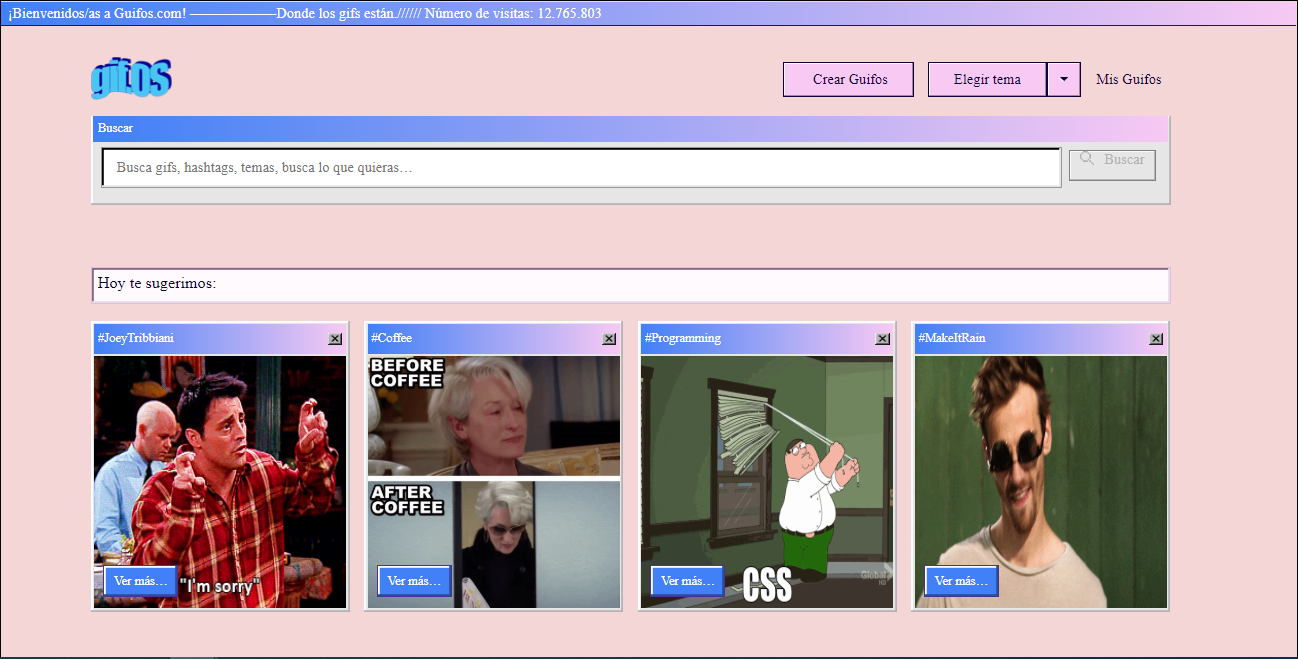 ¡Bienvenidos/as a Guifos.com! ———————Donde los gifs están.////// Número de visitas: 12.765.803
gifOS
Crear Guifos
Elegir tema
Mis Guifos
Buscar
Busca gifs, hashtags, temas, busca lo que quieras…
Buscar
Hoy te sugerimos:
#JoeyTribbiani
#Coffee
#Programming
#MakeItRain
BEFORE
COFFEE
AFTER
COFFEE
Ver más…
"I'm sorry"
Ver más…
Ver más…
CSS
Global
HD
Ver más…